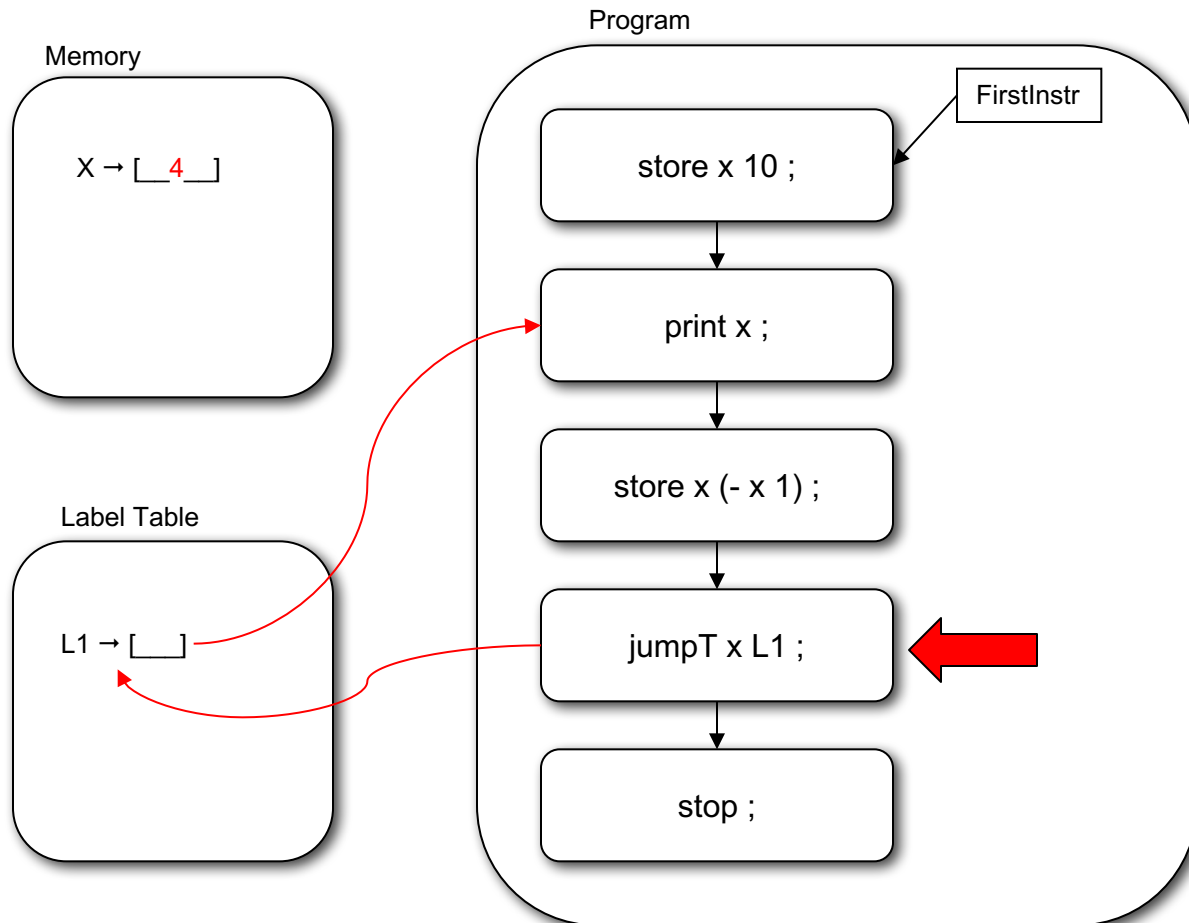 Program
Memory
FirstInstr
X → [__4__]
store x 10 ;
print x ;
store x (- x 1) ;
Label Table
L1 → [___]
jumpT x L1 ;
stop ;